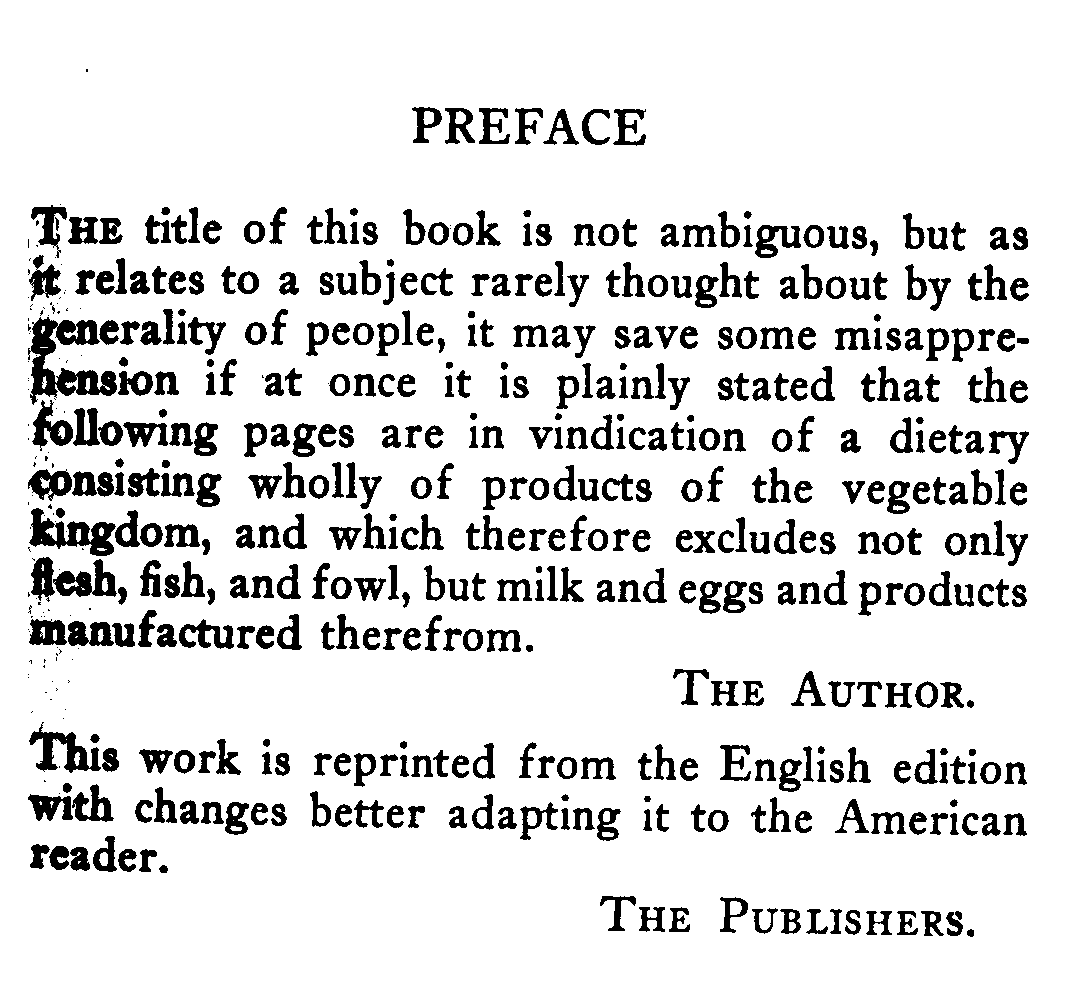 PREFACE
THE title of this book is not ambiguous, but as
it relates to a subject rarely thought about by the
generality of people, it may save some misappre-
hension if at once it is plainly stated that the
following pages are in vindication of a dietary
consisting wholly of products of the vegetable
kingdom, and which therefore excludes not only
flesh, fish, and fowl, but milk and eggs and products
manufactured therefrom.
THE AUTHOR.
This work is reprinted from the English edition
with changes better adapting it to the American
reader.
THE PUBLISHERS.